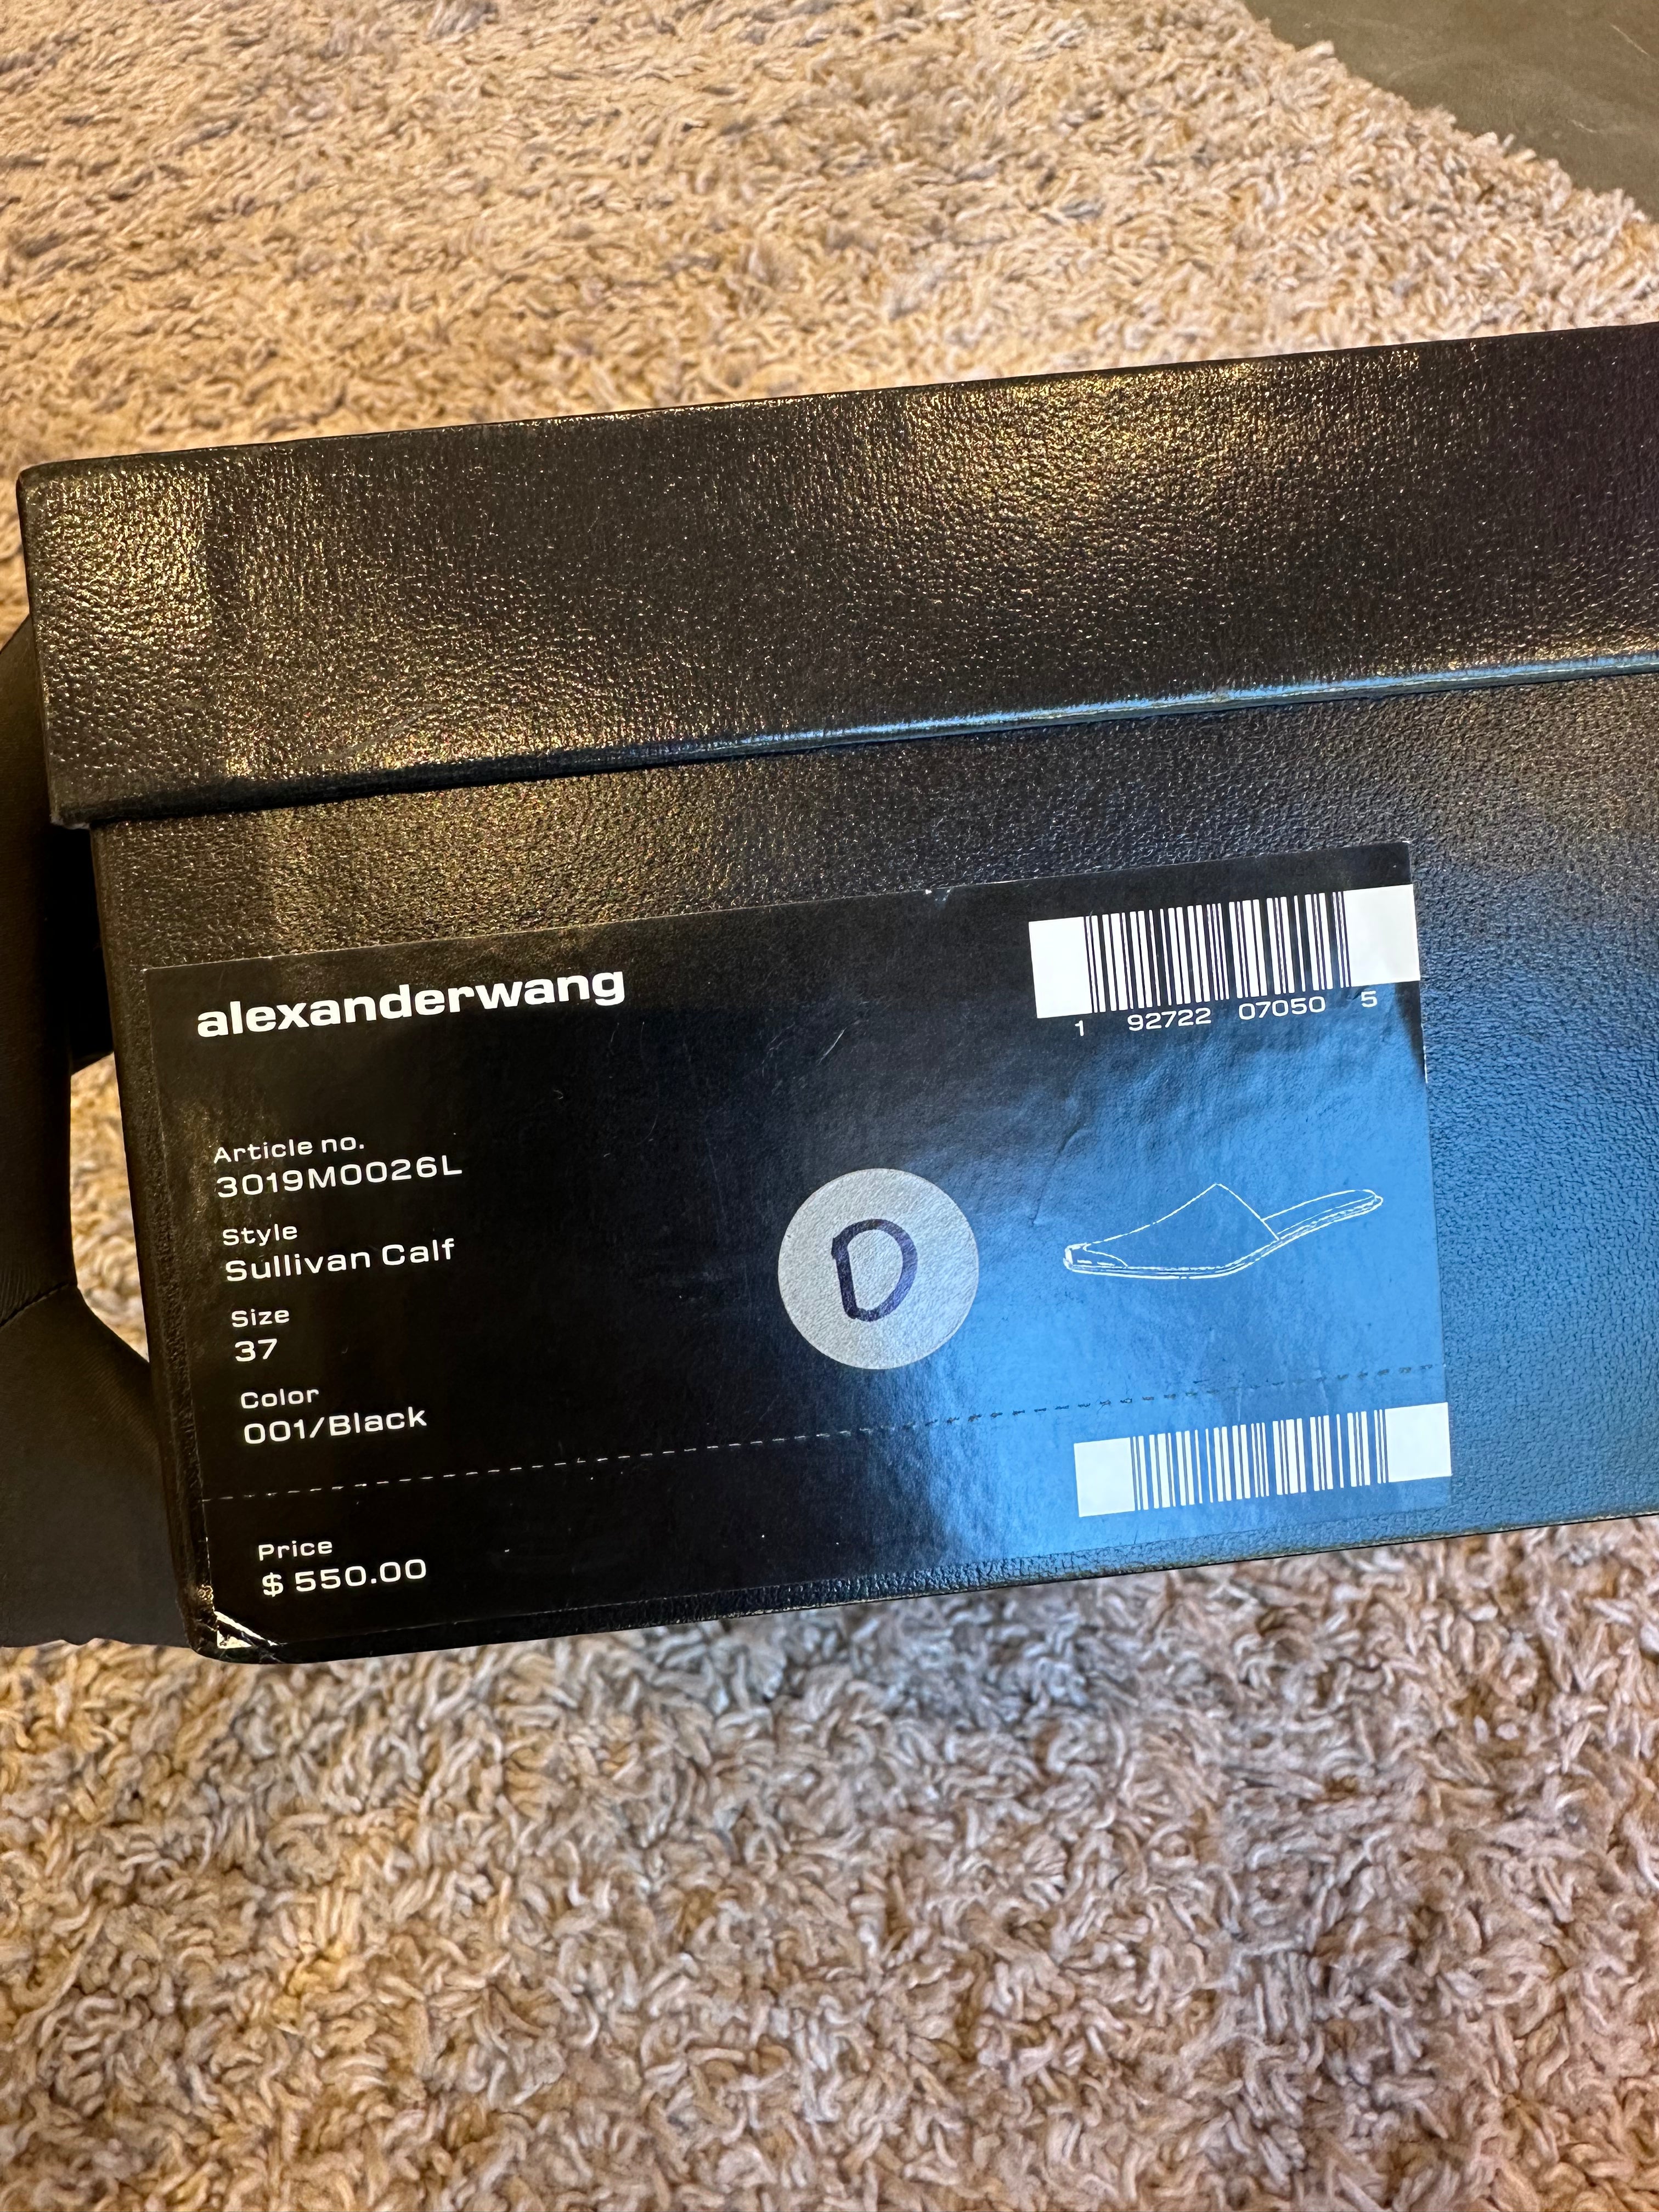 alexanderwang
1 92722 07050 5
Article no.
3019M0026L
Style
Sullivan Calf
Size
37
Color
001/Black
D
Price
$ 550.00